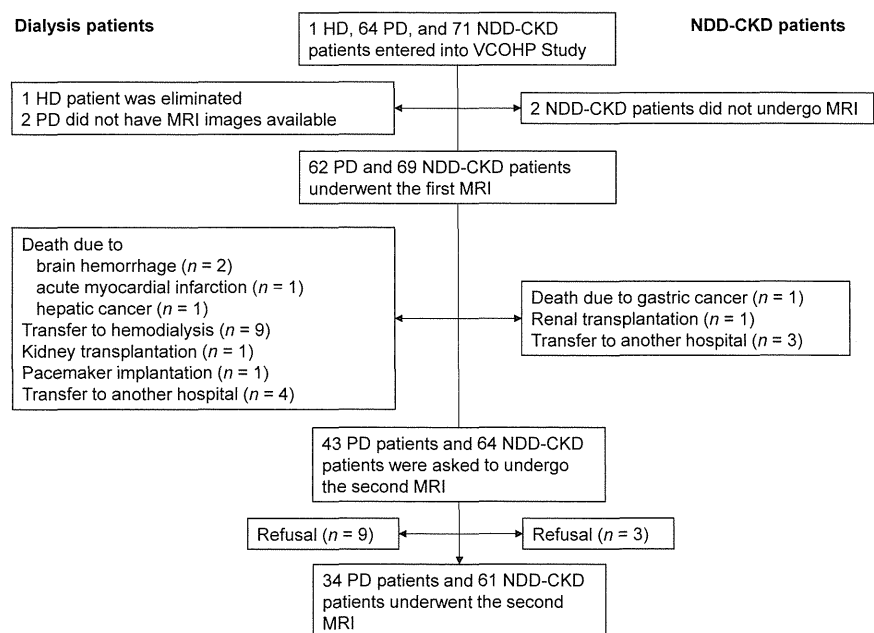 Dialysis patients
1 HD, 64 PD, and 71 NDD-CKD
patients entered into VCOHP Study
NDD-CKD patients
1 HD patient was eliminated
2 PD did not have MRI images available
2 NDD-CKD patients did not undergo MRI
62 PD and 69 NDD-CKD patients
underwent the first MRI
Death due to
brain hemorrhage (n = 2)
acute myocardial infarction (n = 1)
hepatic cancer (n = 1)
Transfer to hemodialysis (n = 9)
Kidney transplantation (n = 1)
Pacemaker implantation (n = 1)
Transfer to another hospital (n = 4)
Death due to gastric cancer (n = 1)
Renal transplantation (n = 1)
Transfer to another hospital (n = 3)
43 PD patients and 64 NDD-CKD
patients were asked to undergo
the second MRI
Refusal (n = 9)
Refusal (n = 3)
34 PD patients and 61 NDD-CKD
patients underwent the second
MRI